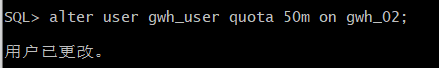 SQL> alter user gwh_user quota 50m on gwh_02;
用户已更改。